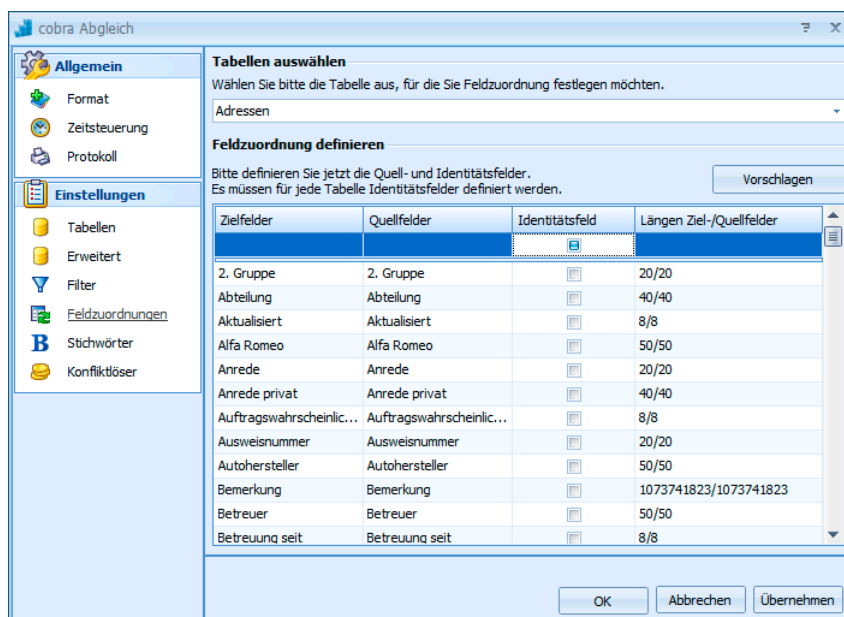 cobra Abgleich
Allgemein
Format
Zeitsteuerung
Protokoll
Einstellungen
Tabellen
Erweitert
Filter
Feldzuordnungen
B Stichwörter
Konfliktlöser
Tabellen auswählen
Wählen Sie bitte die Tabelle aus, für die Sie Feldzuordnung festlegen möchten.
Adressen
Feldzuordnung definieren
Bitte definieren Sie jetzt die Quell- und Identitätsfelder.
Es müssen für jede Tabelle Identitätsfelder definiert werden.
Vorschlagen
Zielfelder Quellfelder Identitätsfeld Längen Ziel-/Quellfelder
2. Gruppe 2. Gruppe 20/20
Abteilung Abteilung 40/40
Aktualisiert Aktualisiert 8/8
Alfa Romeo Alfa Romeo 50/50
Anrede Anrede 20/20
Anrede privat Anrede privat 40/40
Auftragswahrscheinlic... Auftragswahrscheinlic... 8/8
Ausweisnummer Ausweisnummer 20/20
Autohersteller Autohersteller 50/50
Bemerkung Bemerkung 1073741823/1073741823
Betreuer Betreuer 50/50
Betreuung seit Betreuung seit 8/8
OK Abbrechen Übernehmen